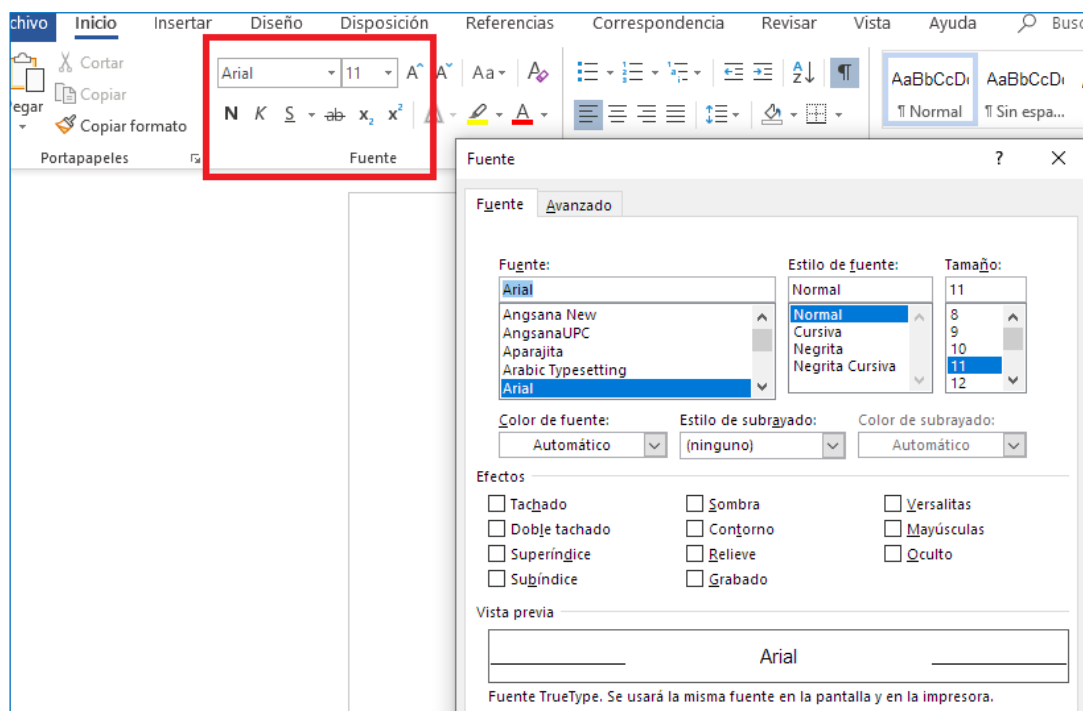 chivo Inicio Insertar Diseño Disposición Referencias Correspondencia Revisar Vista Ayuda Busc
Cortar
Copiar
egar
Copiar formato
Portapapeles
Arial 11 A A Aa A
N K S ab x₂ x² A A
Fuente
A Z
¶
AaBbCcD AaBbCcD
¶ Normal ¶ Sin espa...
Fuente ? X
Fuente Avanzado
Fuente: Estilo de fuente: Tamaño:
Arial Normal 11
Angsana New Normal 8
AngsanaUPC Cursiva 9
Aparajita Negrita 10
Arabic Typesetting Negrita Cursiva 11
Arial 12
Color de fuente: Estilo de subrayado: Color de subrayado:
Automático (ninguno) Automático
Efectos
Tachado Sombra Versalitas
Doble tachado Contorno Mayúsculas
Superíndice Relieve Oculto
Subíndice Grabado
Vista previa
Arial
Fuente TrueType. Se usará la misma fuente en la pantalla y en la impresora.